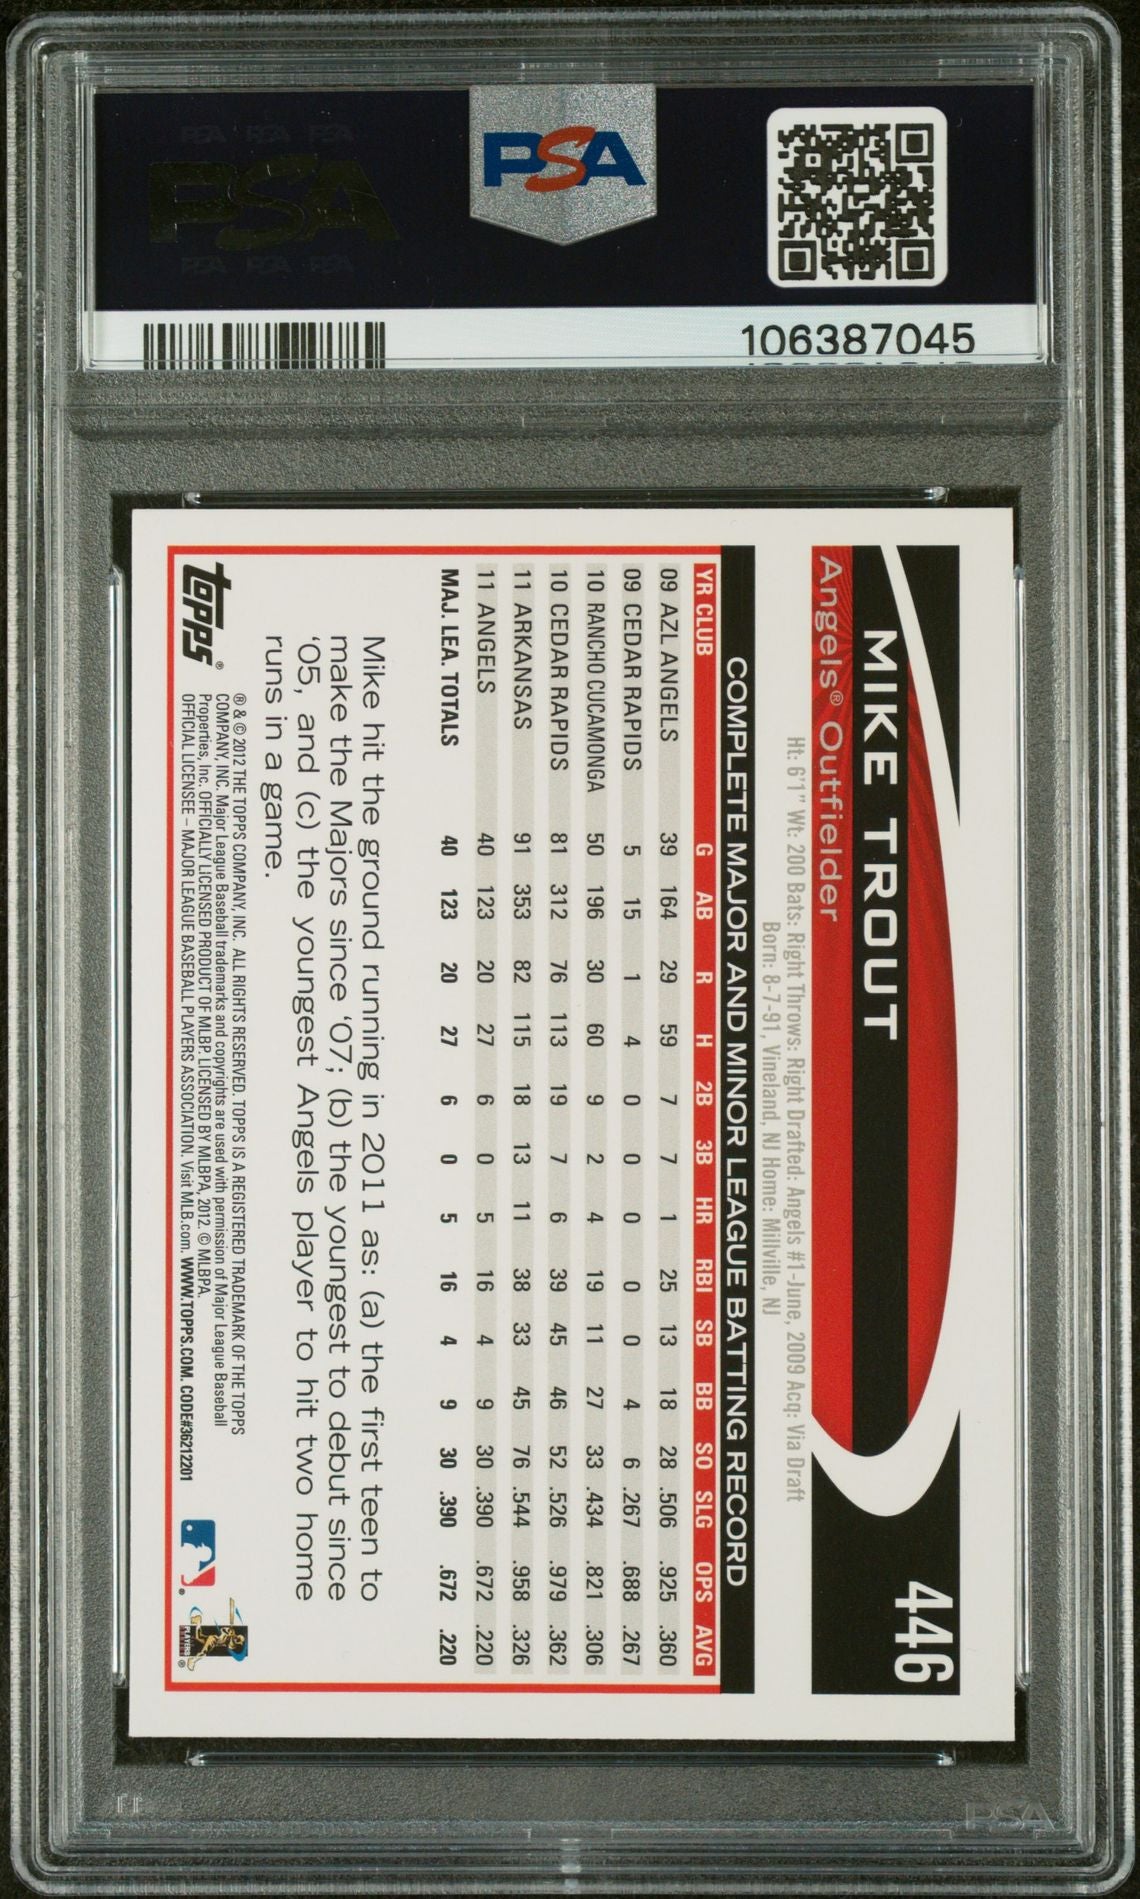 PSA PSA PSA
PSA
PSA PSA PSA
PSA
106387045
446
MIKE TROUT
Angels® Outfielder
Ht: 6'1" Wt: 200 Bats: Right Throws: Right Drafted: Angels #1-June, 2009 Acq: Via Draft
Born: 8-7-91, Vineland, NJ Home: Millville, NJ
COMPLETE MAJOR AND MINOR LEAGUE BATTING RECORD
YR CLUB G AB R H 2B 3B HR RBI SB BB SO SLG OPS AVG
09 AZL ANGELS 39 164 29 59 7 7 1 25 13 18 28 .506 .925 .360
09 CEDAR RAPIDS 5 15 1 4 0 0 0 0 0 4 6 .267 .688 .267
10 RANCHO CUCAMONGA 50 196 30 60 9 2 4 19 11 27 33 .434 .821 .306
10 CEDAR RAPIDS 81 312 76 113 19 7 6 39 45 46 52 .526 .979 .362
11 ARKANSAS 91 353 82 115 18 13 11 38 33 45 76 .544 .958 .326
11 ANGELS 40 123 20 27 6 0 5 16 4 9 30 .390 .672 .220
MAJ. LEA. TOTALS 40 123 20 27 6 0 5 16 4 9 30 .390 .672 .220
Mike hit the ground running in 2011 as: (a) the first teen to
make the Majors since '07; (b) the youngest to debut since
'05, and (c) the youngest Angels player to hit two home
runs in a game.
topps®
® & © 2012 THE TOPPS COMPANY, INC. ALL RIGHTS RESERVED. TOPPS IS A REGISTERED TRADEMARK OF THE TOPPS
COMPANY, INC. Major League Baseball trademarks and copyrights are used with permission of Major League Baseball
Properties, Inc. OFFICIALLY LICENSED PRODUCT OF MLBP. LICENSED BY MLBPA, 2012. © MLBPA.
OFFICIAL LICENSEE – MAJOR LEAGUE BASEBALL PLAYERS ASSOCIATION. Visit MLB.com. WWW.TOPPS.COM. CODE#36212201
PLAYERS
PSA